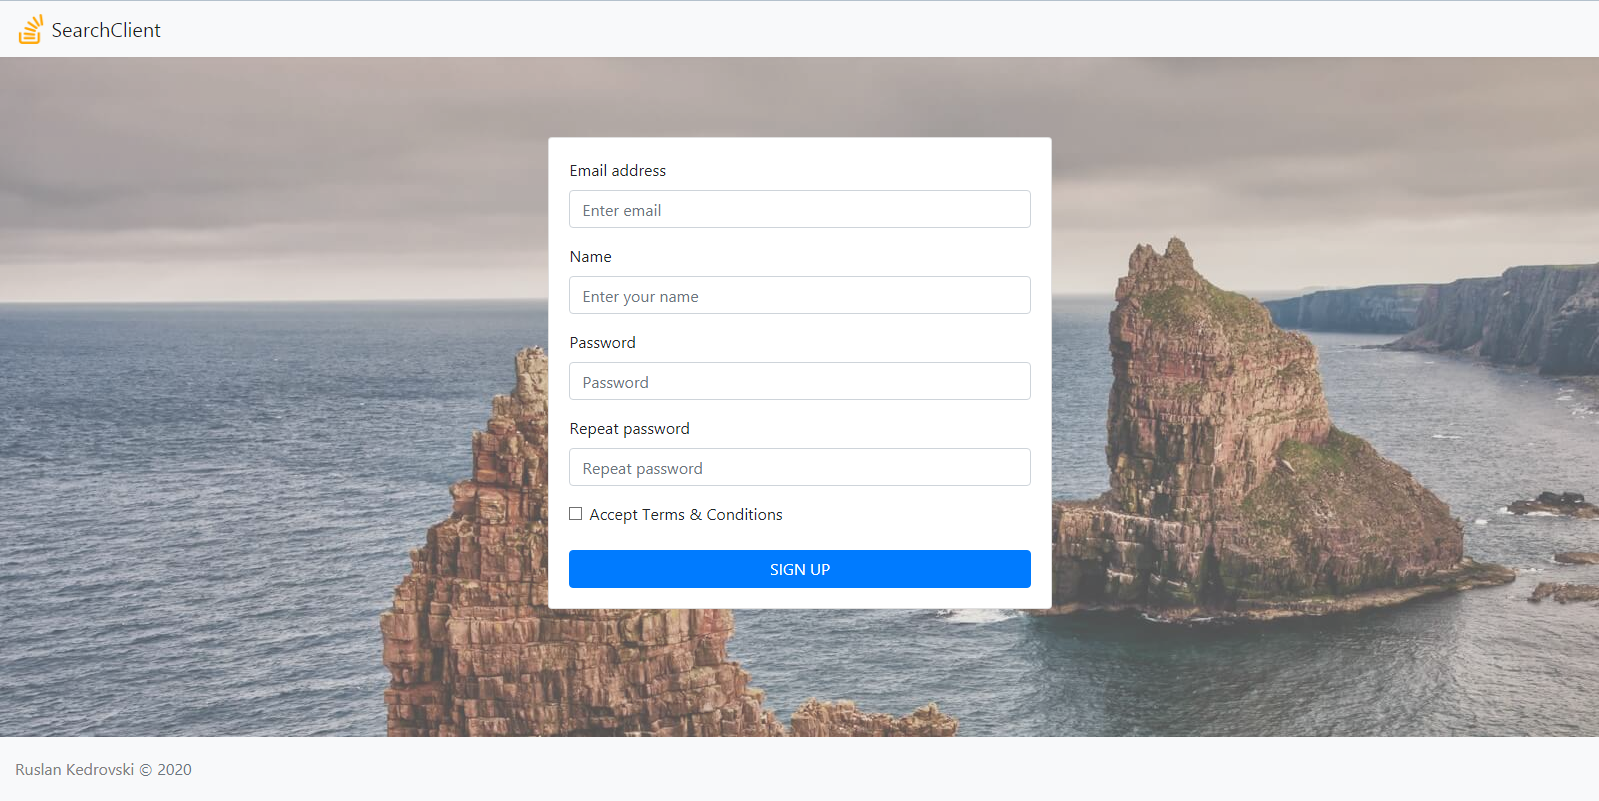 SearchClient
Email address
Enter email
Name
Enter your name
Password
Password
Repeat password
Repeat password
Accept Terms & Conditions
SIGN UP
Ruslan Kedrovski © 2020